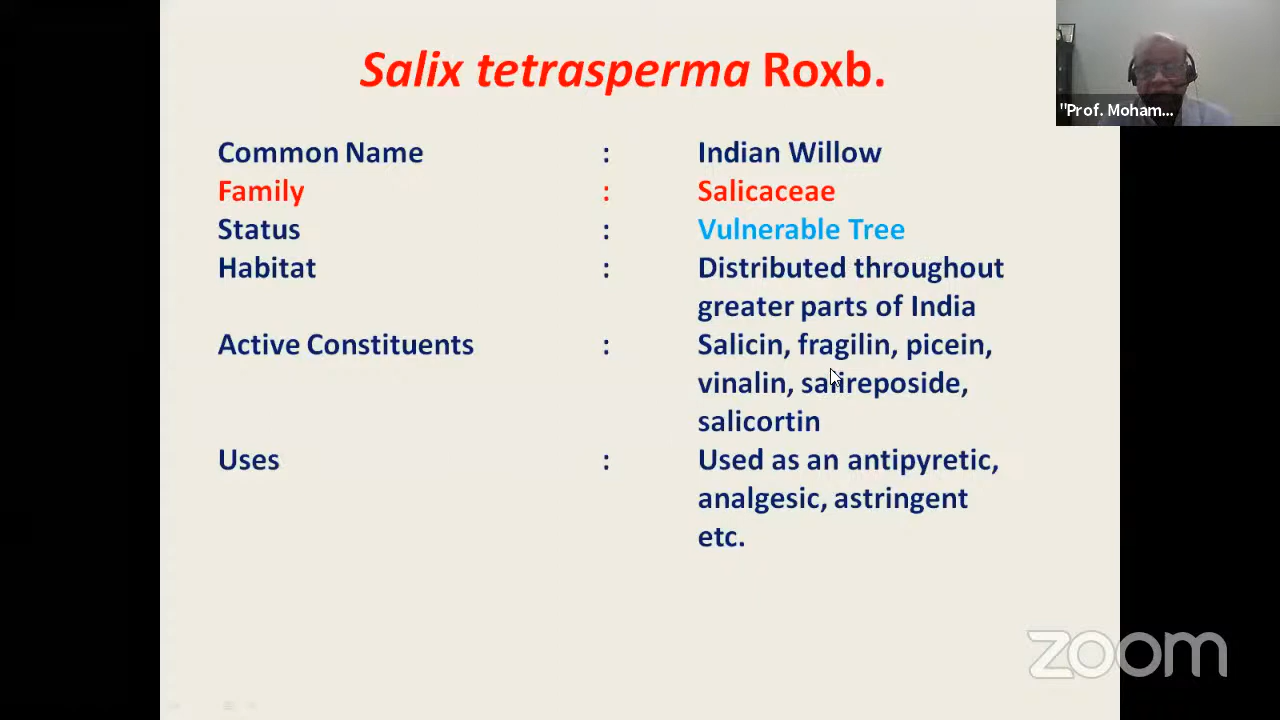 Salix tetrasperma Roxb.
"Prof. Moham...
Common Name : Indian Willow
Family : Salicaceae
Status : Vulnerable Tree
Habitat : Distributed throughout
greater parts of India
Active Constituents : Salicin, fragilin, picein,
vinalin, salireposide,
salicortin
Uses : Used as an antipyretic,
analgesic, astringent
etc.
zoom